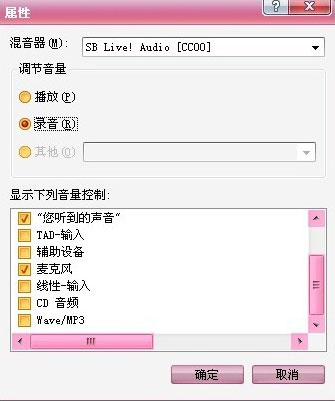 属性
混音器(M):
SB Live! Audio [CC00]
调节音量
播放(P)
录音(R)
其他(O)
显示下列音量控制:
"您听到的声音"
TAD-输入
辅助设备
麦克风
线性-输入
CD 音频
Wave/MP3
确定
取消